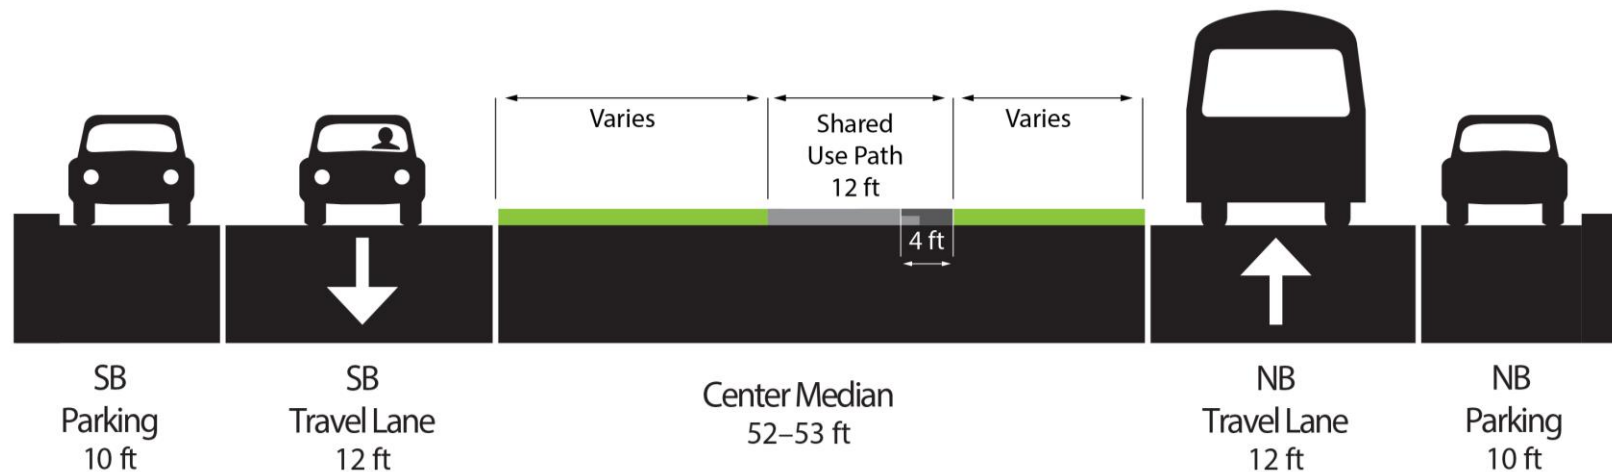 Varies
Shared
Use Path
12 ft
Varies
4 ft
SB
Parking
10 ft
SB
Travel Lane
12 ft
Center Median
52–53 ft
NB
Travel Lane
12 ft
NB
Parking
10 ft